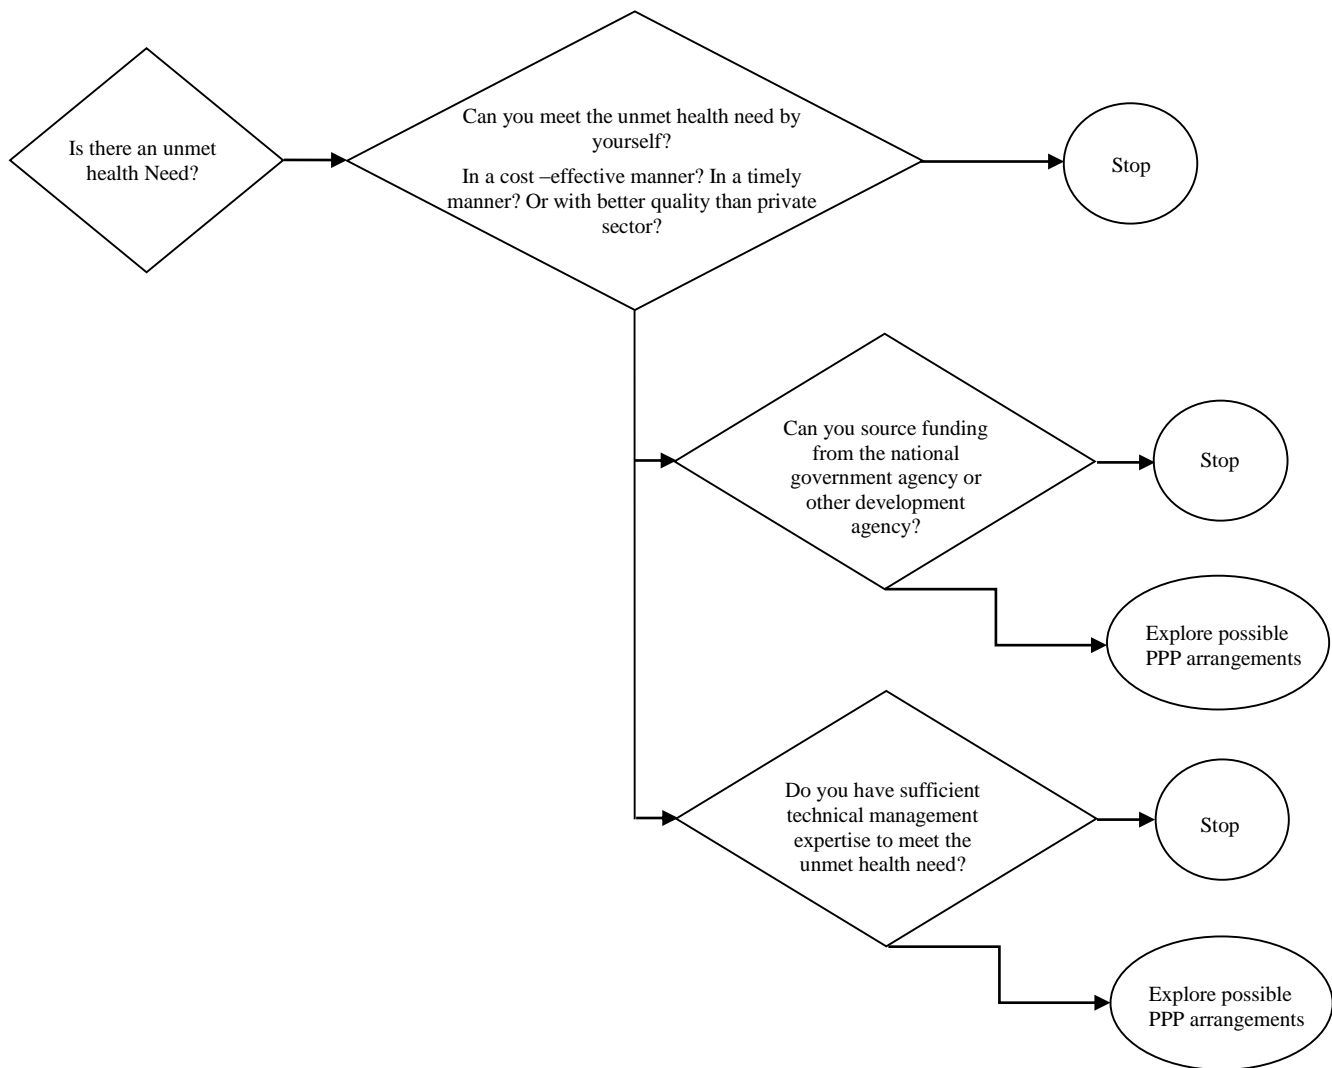 Is there an unmet
health Need?
Can you meet the unmet health need by
yourself?
In a cost –effective manner? In a timely
manner? Or with better quality than private
sector?
Stop
Can you source funding
from the national
government agency or
other development
agency?
Stop
Explore possible
PPP arrangements
Do you have sufficient
technical management
expertise to meet the
unmet health need?
Stop
Explore possible
PPP arrangements